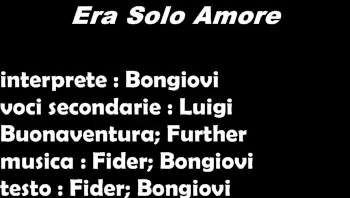 Era Solo Amore
interprete : Bongiovi
voci secondarie : Luigi
Buonaventura; Further
musica : Fider; Bongiovi
testo : Fider; Bongiovi